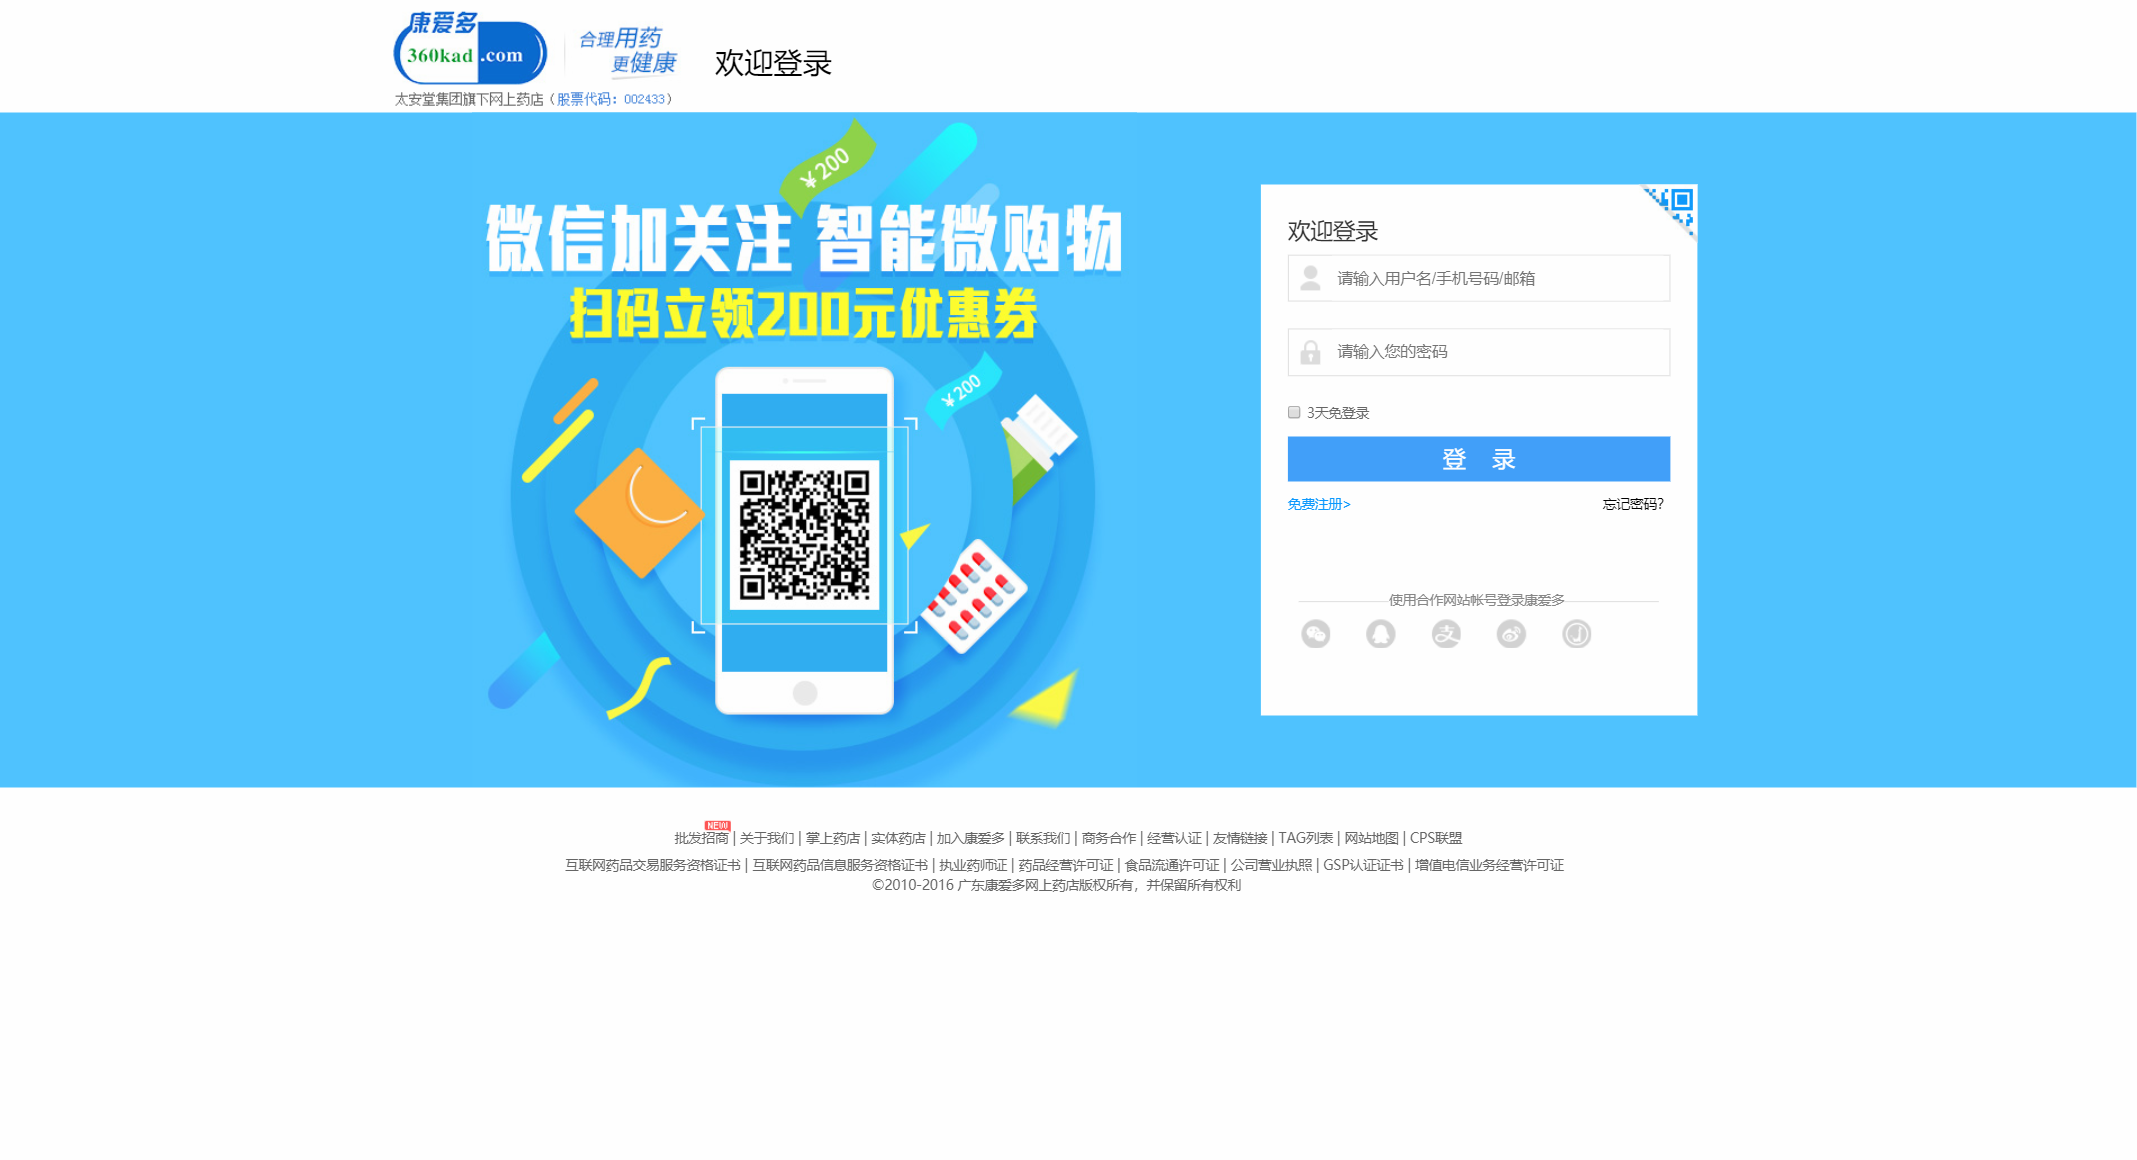 康爱多
360kad.com
合理用药
更健康
欢迎登录
太安堂集团旗下网上药店（股票代码：002433）
¥200
微信加关注 智能微购物
扫码立领200元优惠券
¥200
欢迎登录
请输入用户名/手机号码/邮箱
请输入您的密码
3天免登录
登 录
免费注册>
忘记密码?
使用合作网站帐号登录康爱多
支
NEW
批发招商 | 关于我们 | 掌上药店 | 实体药店 | 加入康爱多 | 联系我们 | 商务合作 | 经营认证 | 友情链接 | TAG列表 | 网站地图 | CPS联盟
互联网药品交易服务资格证书 | 互联网药品信息服务资格证书 | 执业药师证 | 药品经营许可证 | 食品流通许可证 | 公司营业执照 | GSP认证证书 | 增值电信业务经营许可证
©2010-2016 广东康爱多网上药店版权所有，并保留所有权利